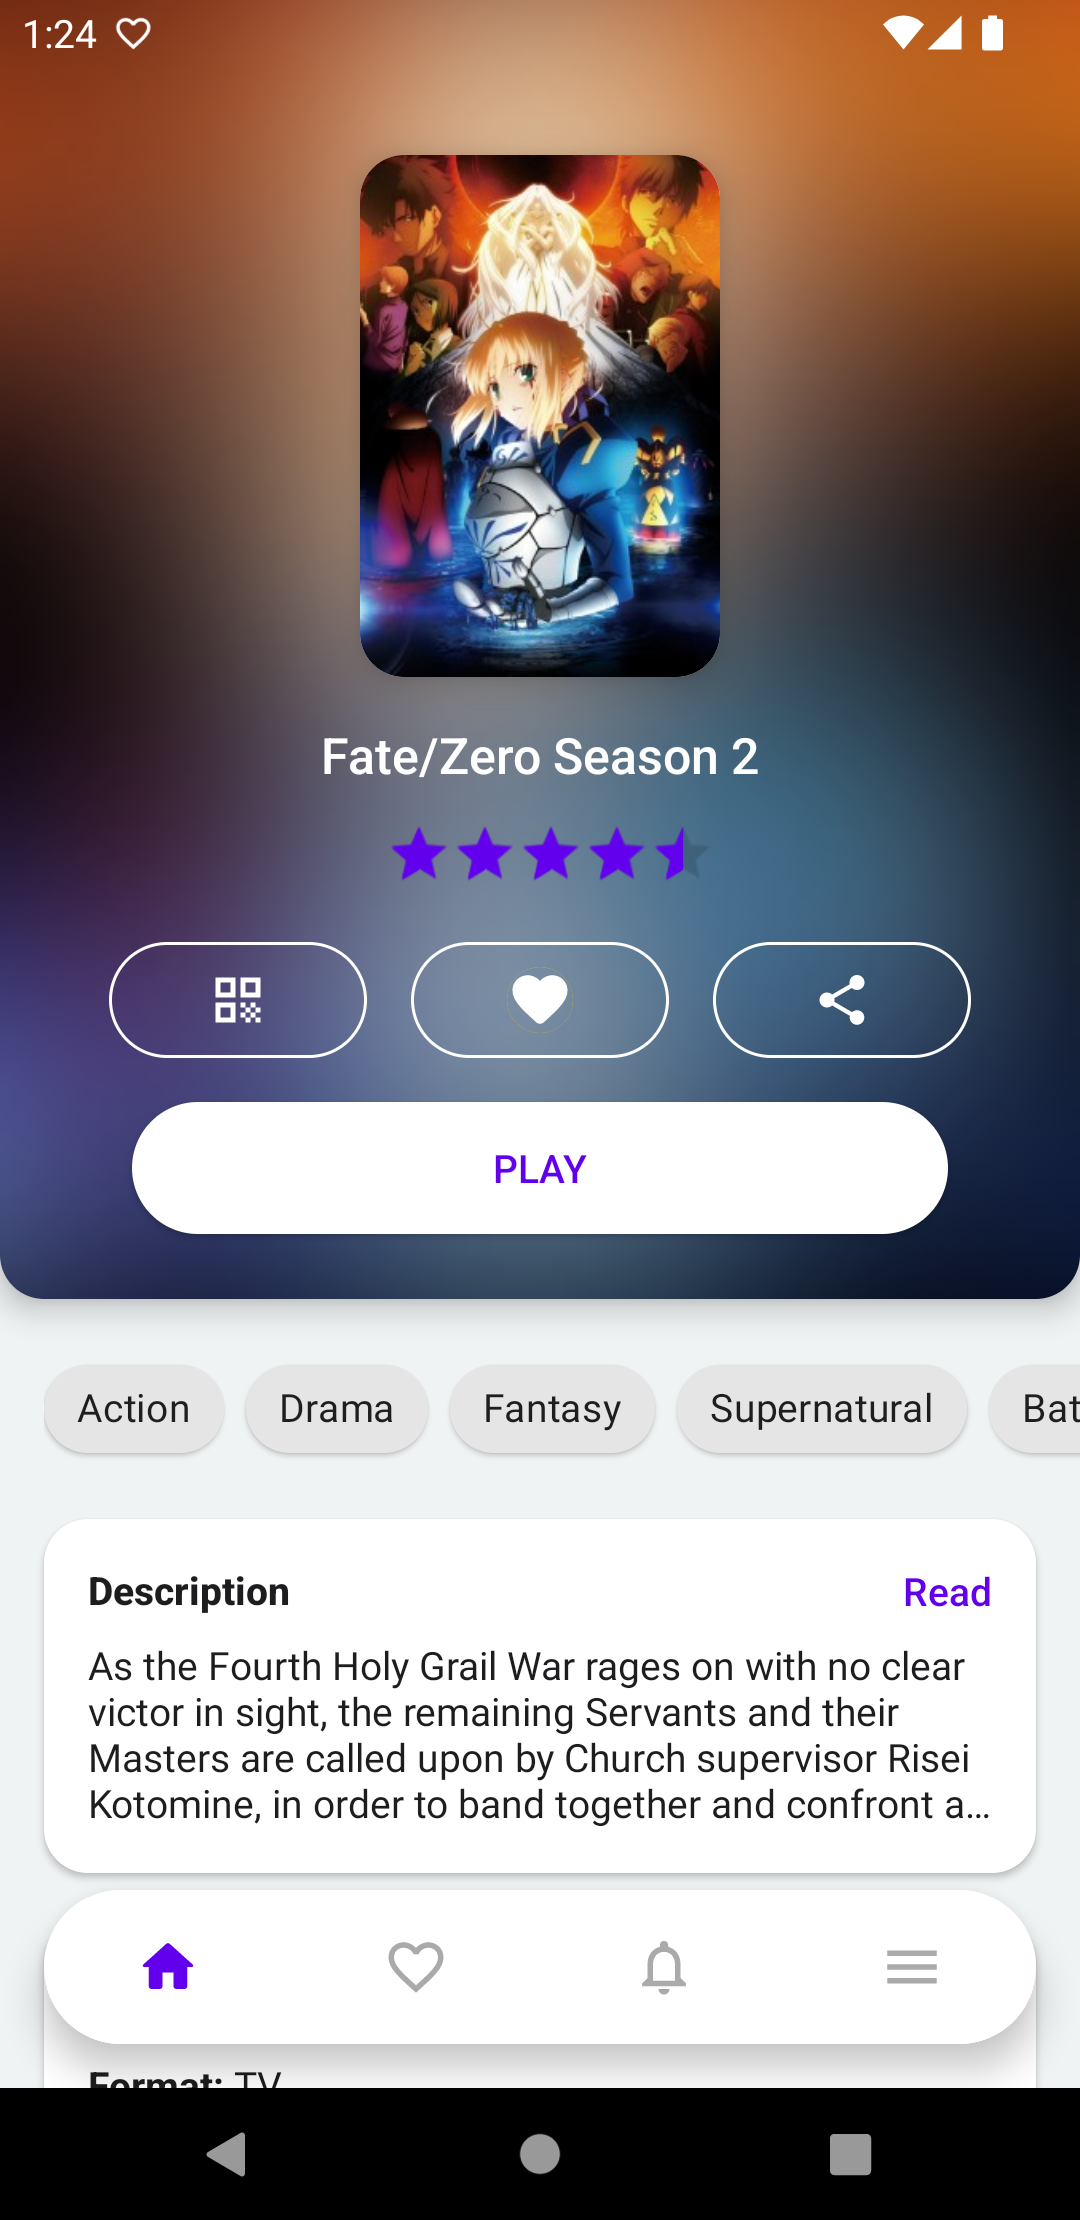 1:24
Fate/Zero Season 2
PLAY
Action Drama Fantasy Supernatural Bat
Description Read
As the Fourth Holy Grail War rages on with no clear
victor in sight, the remaining Servants and their
Masters are called upon by Church supervisor Risei
Kotomine, in order to band together and confront a…
Format: TV